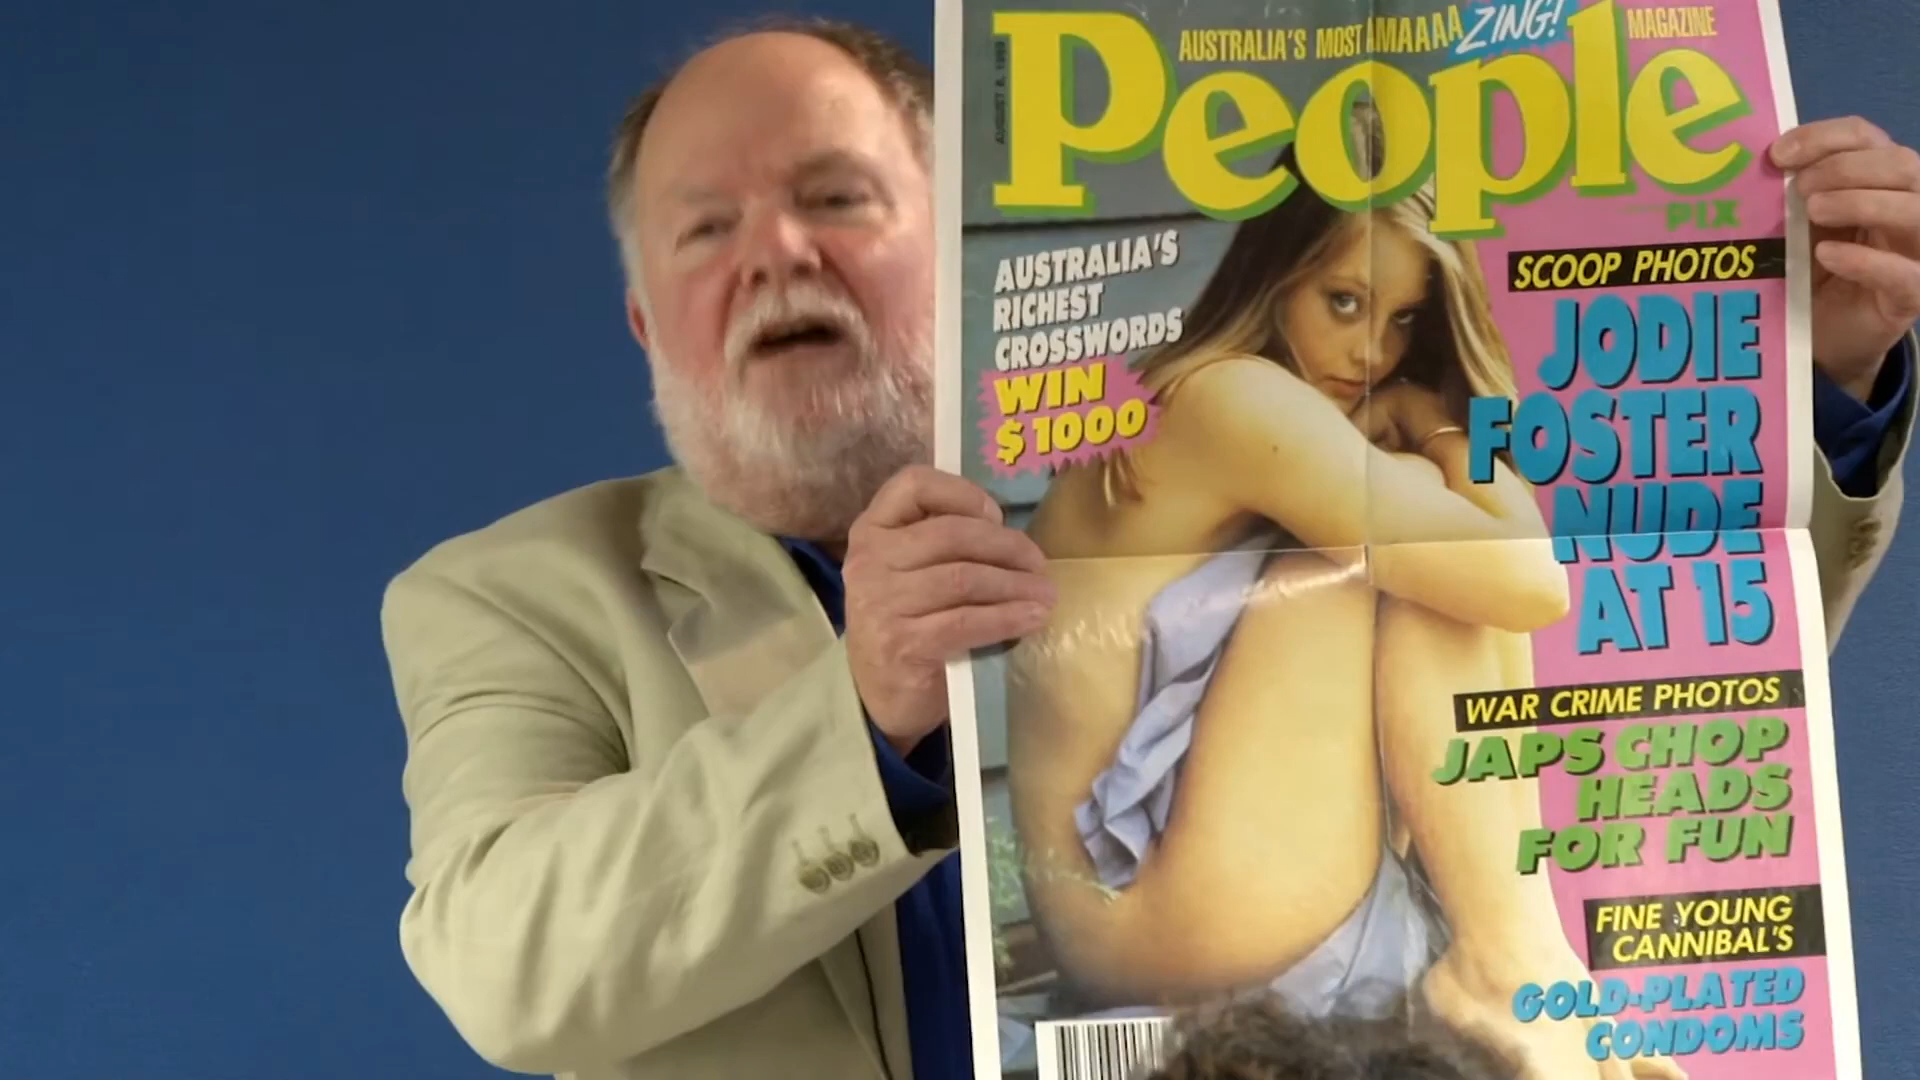 AUSTRALIA'S MOST AMAAAAZING! MAGAZINE
People
PIX
AUSTRALIA'S
RICHEST
CROSSWORDS
WIN
$1000
SCOOP PHOTOS
JODIE
FOSTER
NUDE
AT 15
WAR CRIME PHOTOS
JAPS CHOP
HEADS
FOR FUN
FINE YOUNG
CANNIBAL'S
GOLD-PLATED
CONDOMS